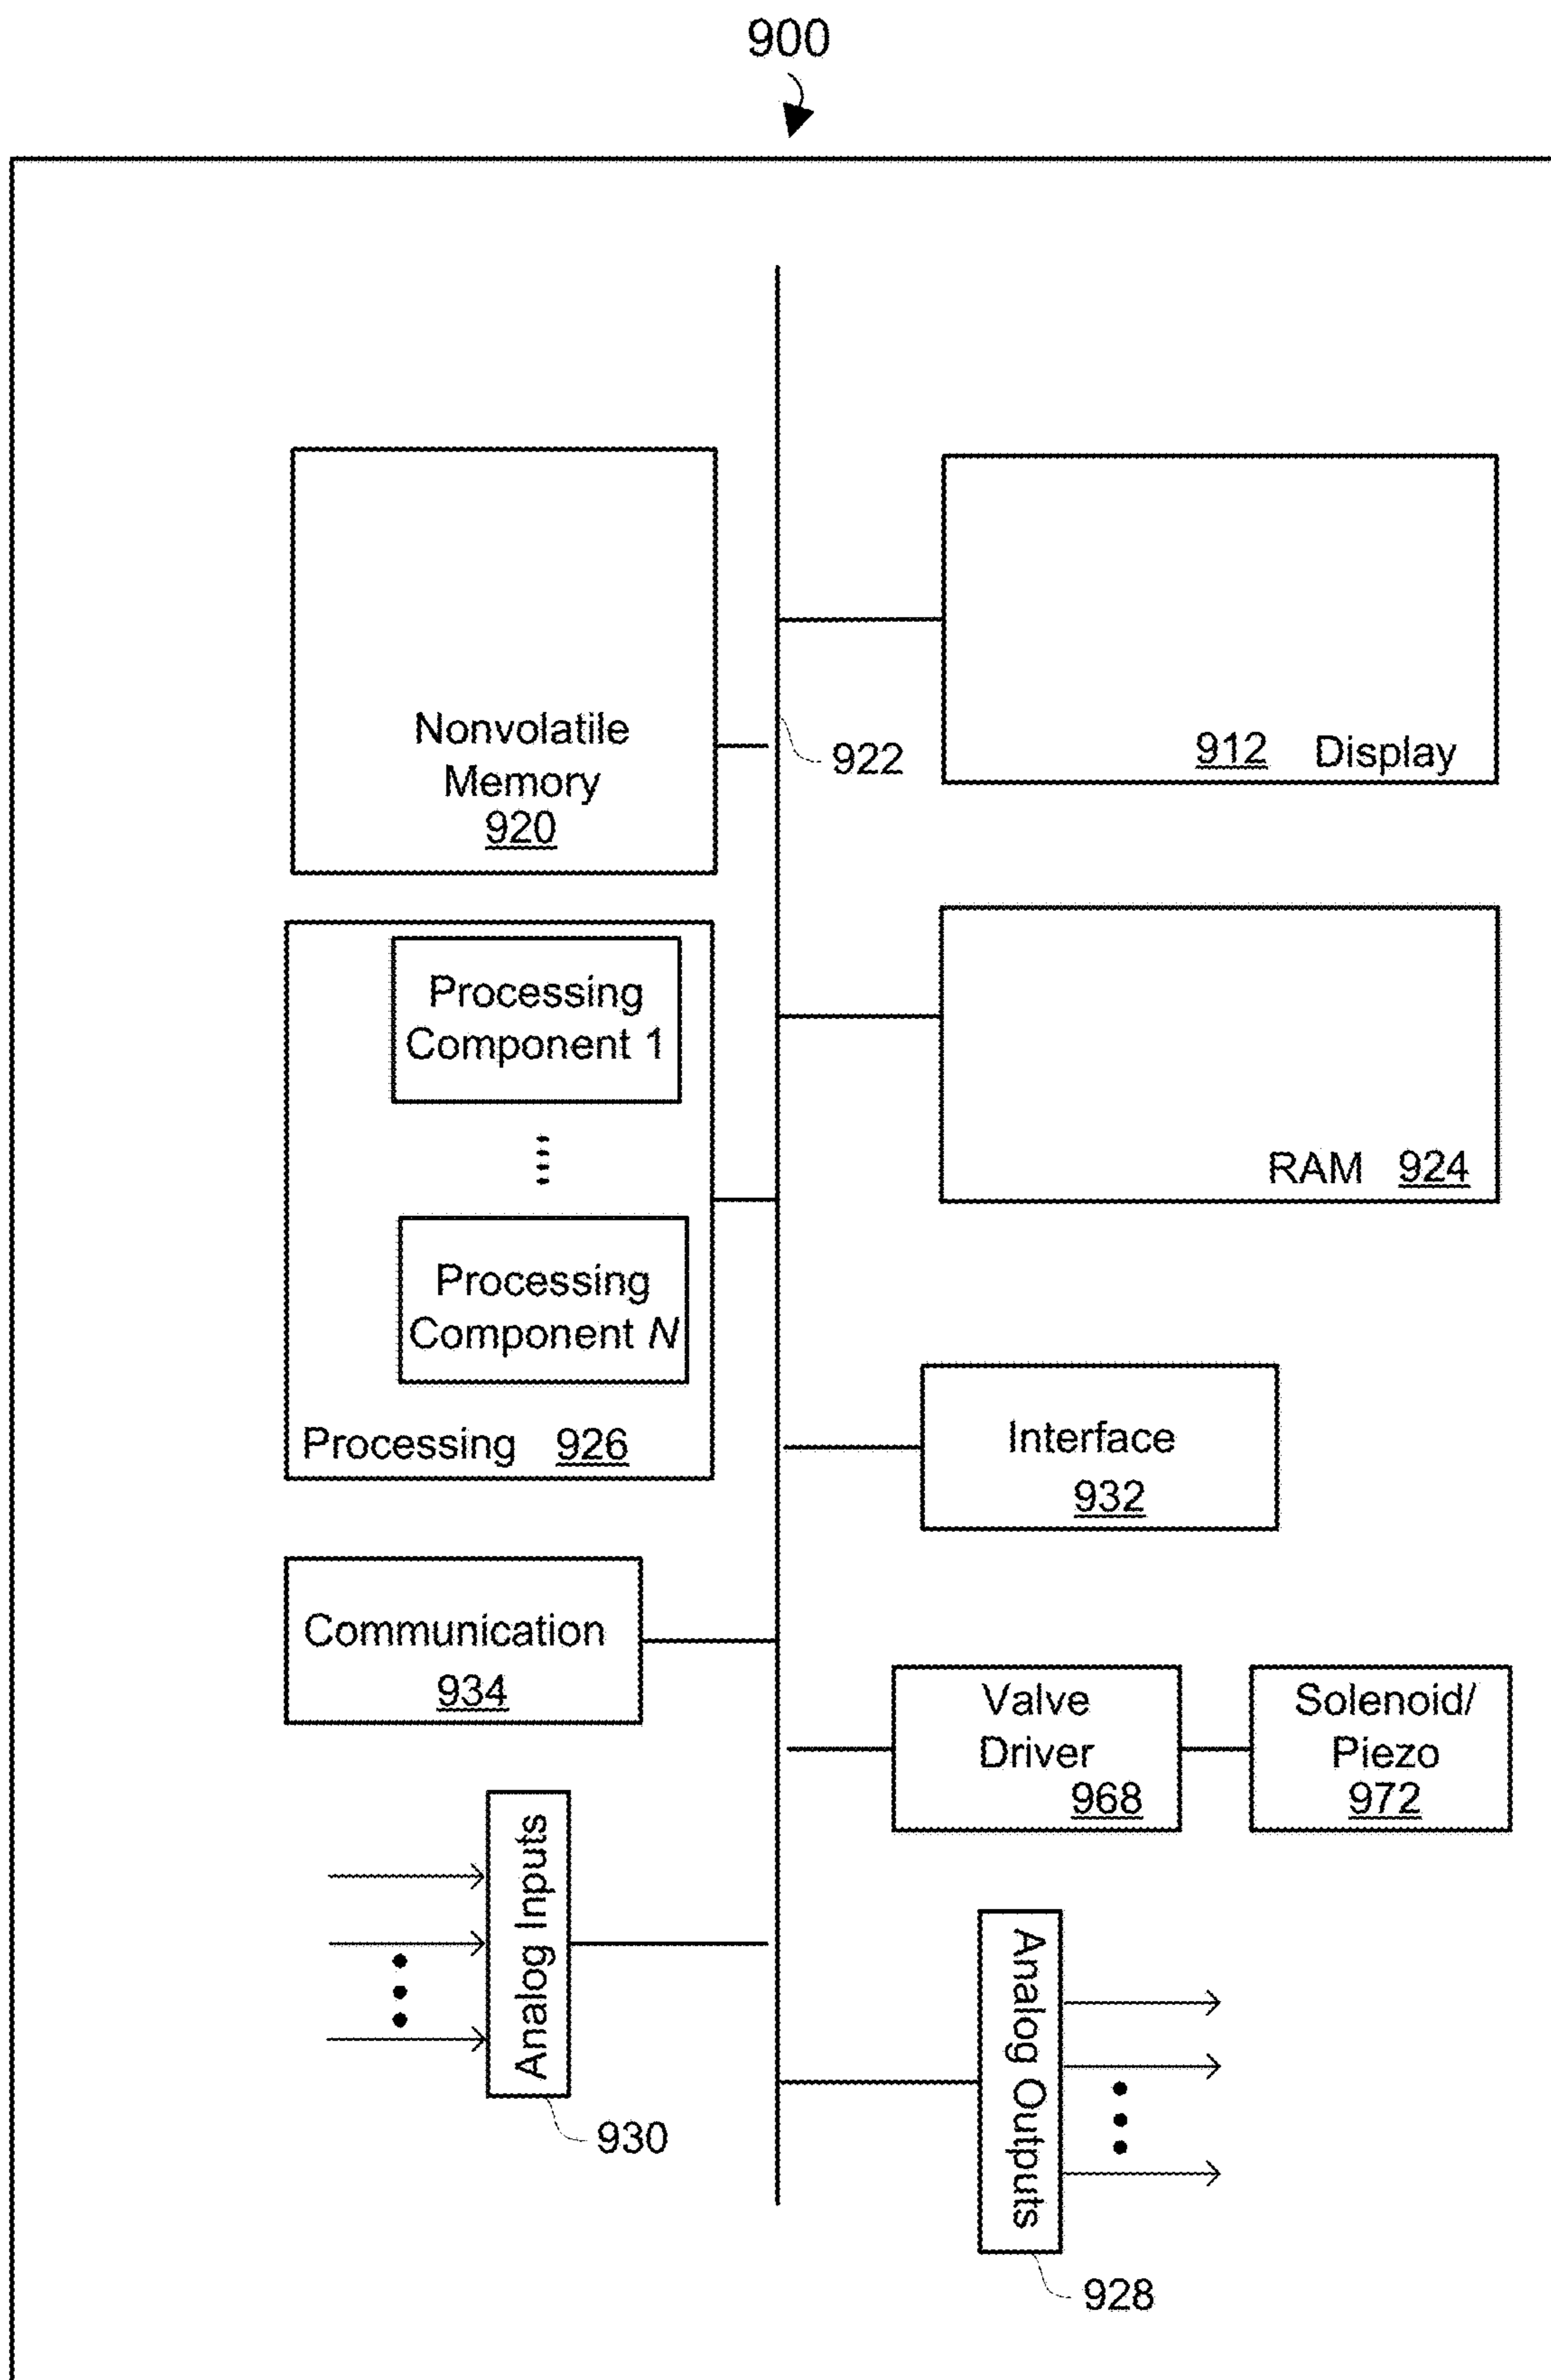 900
Nonvolatile
Memory
920
922
912 Display
Processing
Component 1
Processing
Component N
Processing 926
RAM 924
Interface
932
Communication
934
Valve
Driver
968
Solenoid/
Piezo
972
Analog Inputs
930
Analog Outputs
928